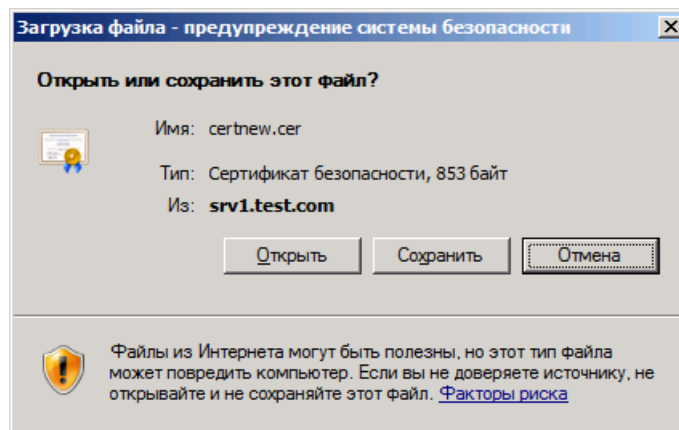 Загрузка файла - предупреждение системы безопасности
Открыть или сохранить этот файл?
Имя: certnew.cer
Тип: Сертификат безопасности, 853 байт
Из: srv1.test.com
Открыть Сохранить Отмена
Файлы из Интернета могут быть полезны, но этот тип файла
может повредить компьютер. Если вы не доверяете источнику, не
открывайте и не сохраняйте этот файл. Факторы риска